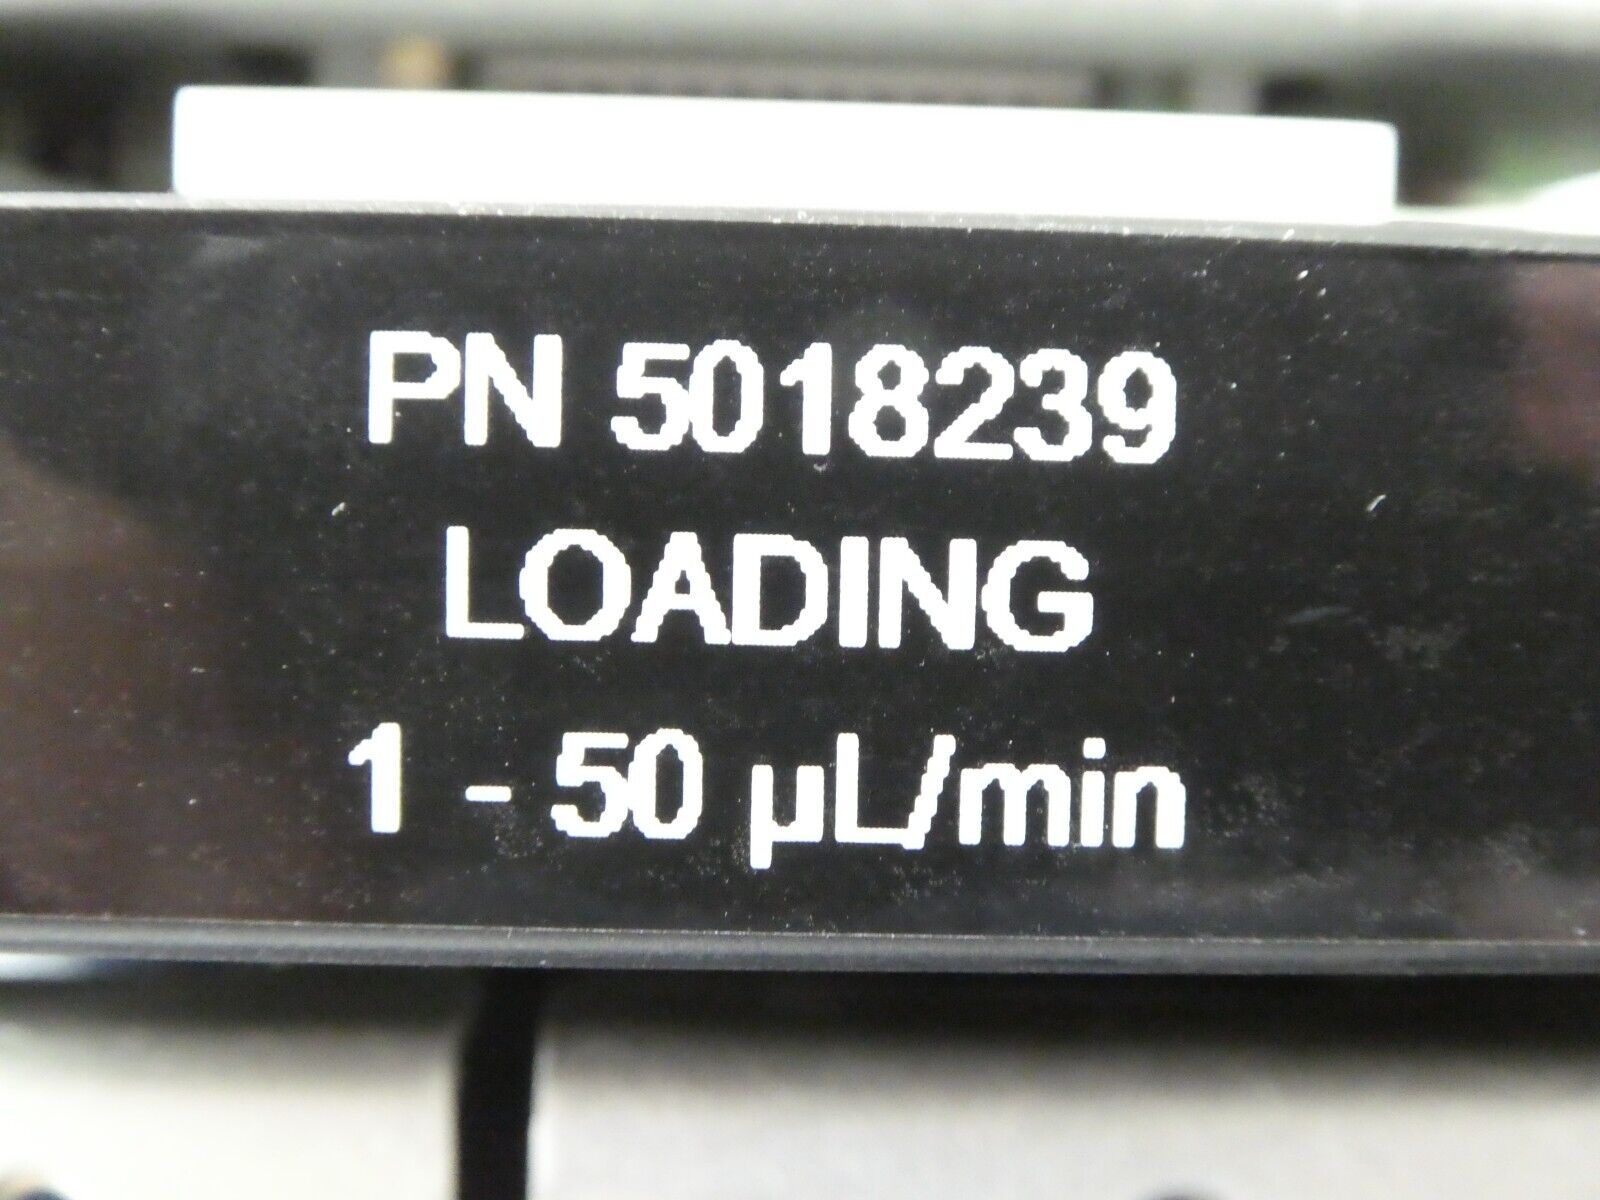 PN 5018239
LOADING
1 - 50 µL/min